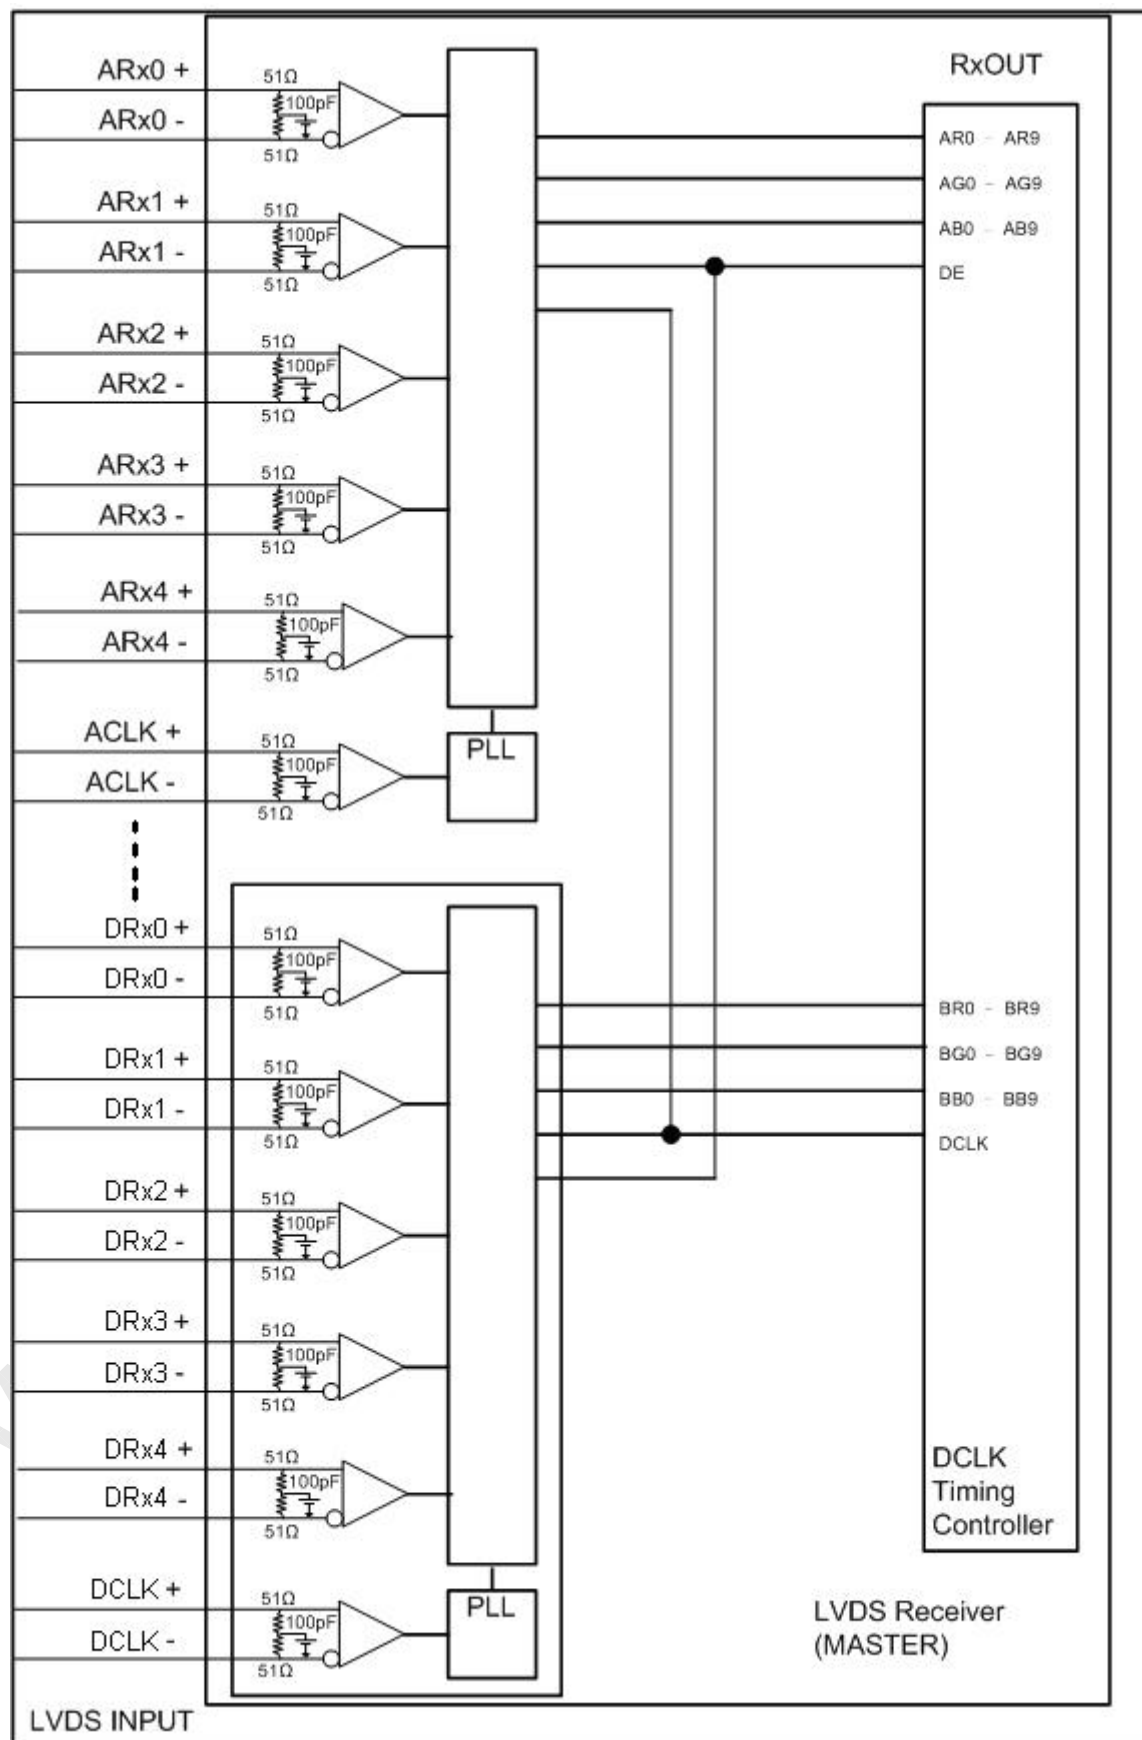 RxOUT
ARx0 +
51Ω
100pF
ARx0 -
51Ω
AR0 - AR9
AG0 - AG9
ARx1 +
51Ω
100pF
AB0 - AB9
ARx1 -
51Ω
DE
ARx2 +
51Ω
100pF
ARx2 -
51Ω
ARx3 +
51Ω
100pF
ARx3 -
51Ω
ARx4 +
51Ω
100pF
ARx4 -
51Ω
ACLK +
51Ω
PLL
100pF
ACLK -
51Ω
DRx0 +
51Ω
100pF
DRx0 -
51Ω
BR0 - BR9
DRx1 +
51Ω
BG0 - BG9
100pF
BB0 - BB9
DRx1 -
51Ω
DCLK
DRx2 +
51Ω
100pF
DRx2 -
51Ω
DRx3 +
51Ω
100pF
DRx3 -
51Ω
DRx4 +
51Ω
100pF
DRx4 -
51Ω
DCLK
Timing
Controller
DCLK +
51Ω
PLL
100pF
DCLK -
51Ω
LVDS Receiver
(MASTER)
LVDS INPUT